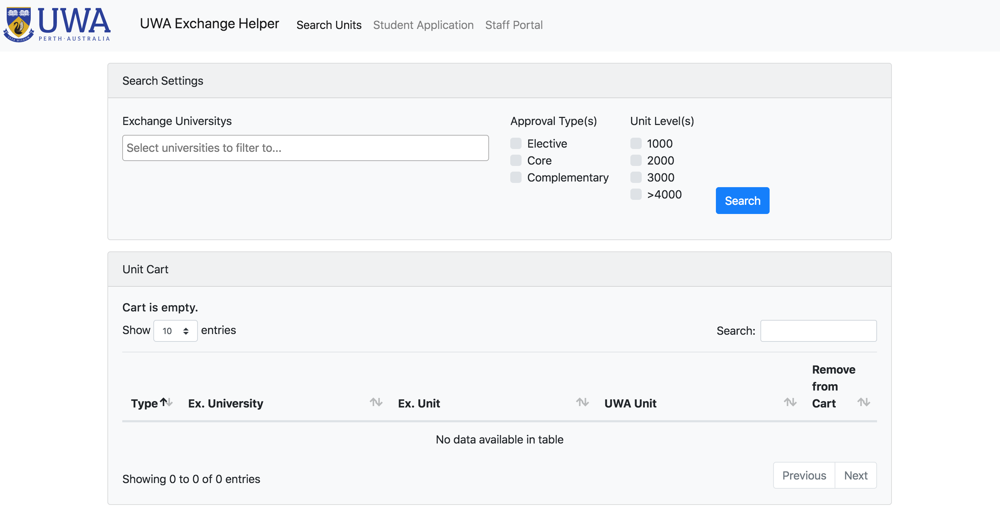 UWA
PERTH·AUSTRALIA
SEEK WISDOM
UWA Exchange Helper
Search Units
Student Application
Staff Portal
Search Settings
Exchange Universitys
Select universities to filter to...
Approval Type(s)
Elective
Core
Complementary
Unit Level(s)
1000
2000
3000
>4000
Search
Unit Cart
Cart is empty.
Show 10 entries
Search:
Type
Ex. University
Ex. Unit
UWA Unit
Remove
from
Cart
No data available in table
Showing 0 to 0 of 0 entries
Previous
Next